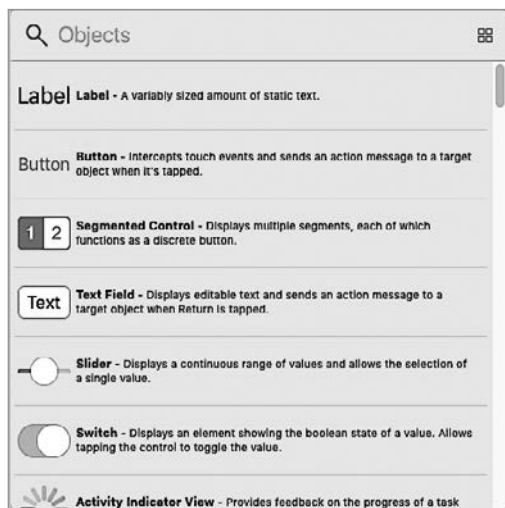 Objects
Label Label - A variably sized amount of static text.
Button Button - Intercepts touch events and sends an action message to a target
object when it's tapped.
1 2 Segmented Control - Displays multiple segments, each of which
functions as a discrete button.
Text Text Field - Displays editable text and sends an action message to a
target object when Return is tapped.
Slider - Displays a continuous range of values and allows the selection of
a single value.
Switch - Displays an element showing the boolean state of a value. Allows
tapping the control to toggle the value.
Activity Indicator View - Provides feedback on the progress of a task